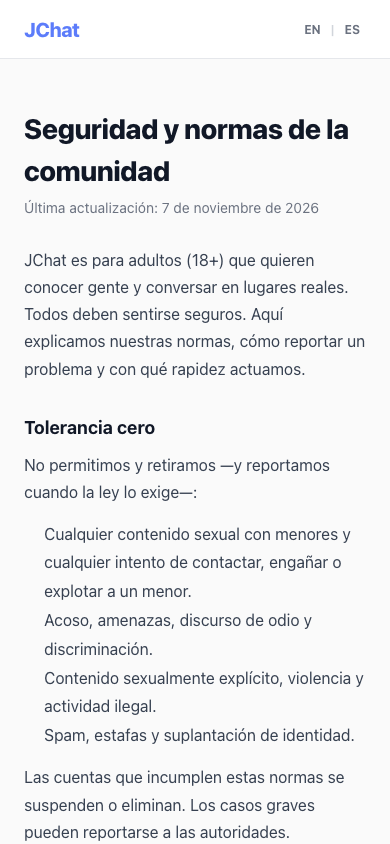 JChat
EN | ES
Seguridad y normas de la
comunidad
Última actualización: 7 de noviembre de 2026
JChat es para adultos (18+) que quieren
conocer gente y conversar en lugares reales.
Todos deben sentirse seguros. Aquí
explicamos nuestras normas, cómo reportar un
problema y con qué rapidez actuamos.
Tolerancia cero
No permitimos y retiramos —y reportamos
cuando la ley lo exige—:
Cualquier contenido sexual con menores y
cualquier intento de contactar, engañar o
explotar a un menor.
Acoso, amenazas, discurso de odio y
discriminación.
Contenido sexualmente explícito, violencia y
actividad ilegal.
Spam, estafas y suplantación de identidad.
Las cuentas que incumplen estas normas se
suspenden o eliminan. Los casos graves
pueden reportarse a las autoridades.